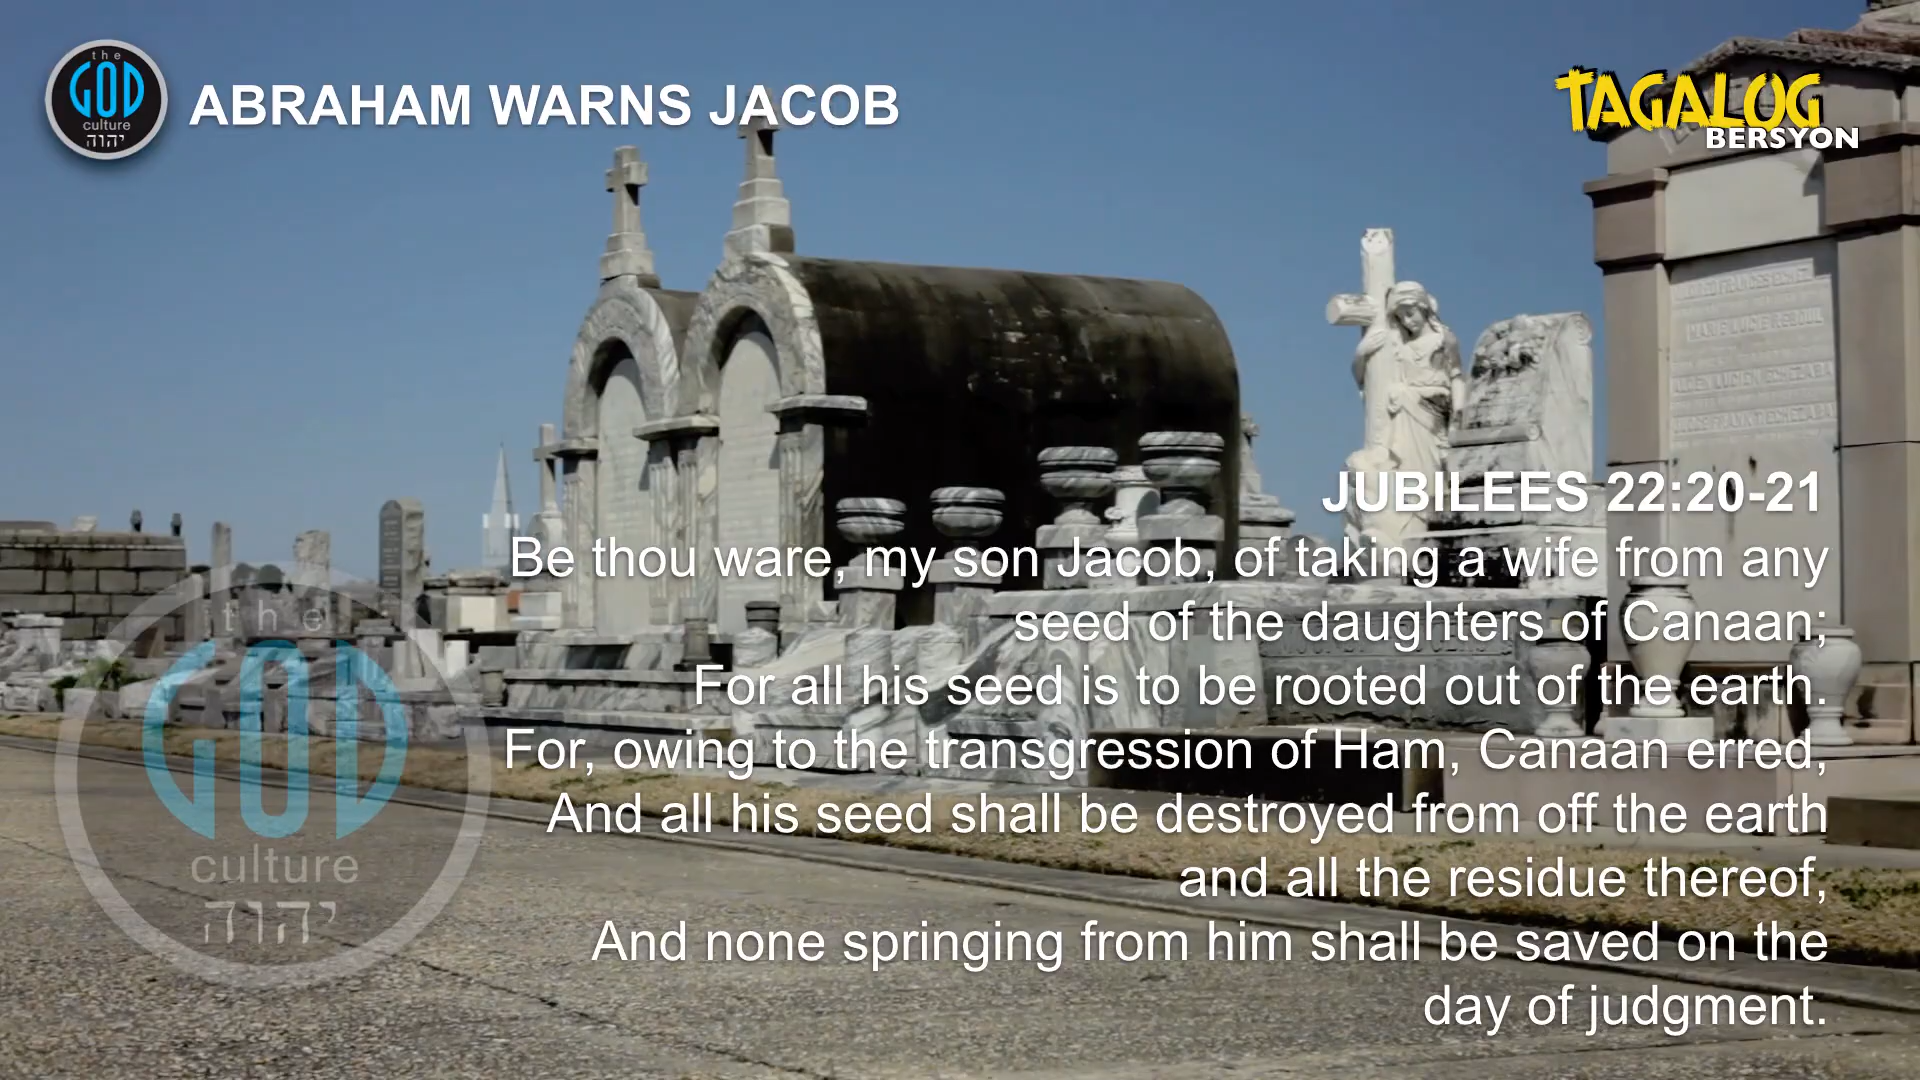 the
GOD
culture
יהוה
ABRAHAM WARNS JACOB
TAGALOG
BERSYON
MARIE LUCIE REBOUL
JUBILEES 22:20-21
Be thou ware, my son Jacob, of taking a wife from any
seed of the daughters of Canaan;
For all his seed is to be rooted out of the earth.
For, owing to the transgression of Ham, Canaan erred,
And all his seed shall be destroyed from off the earth
and all the residue thereof,
And none springing from him shall be saved on the
day of judgment.
the
GOD
culture
יהוה